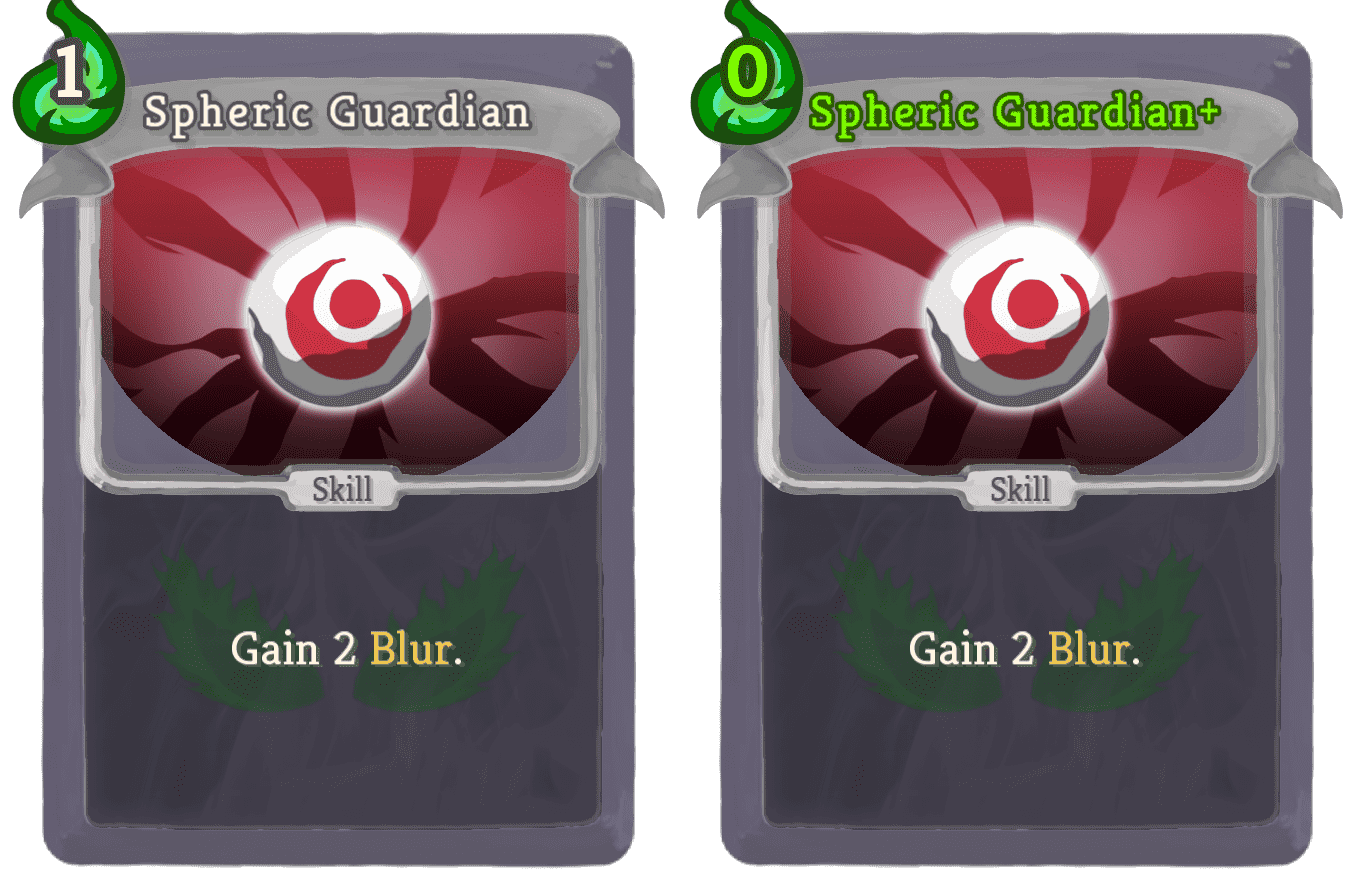 1
Spheric Guardian
Skill
Gain 2 Blur.
0
Spheric Guardian+
Skill
Gain 2 Blur.